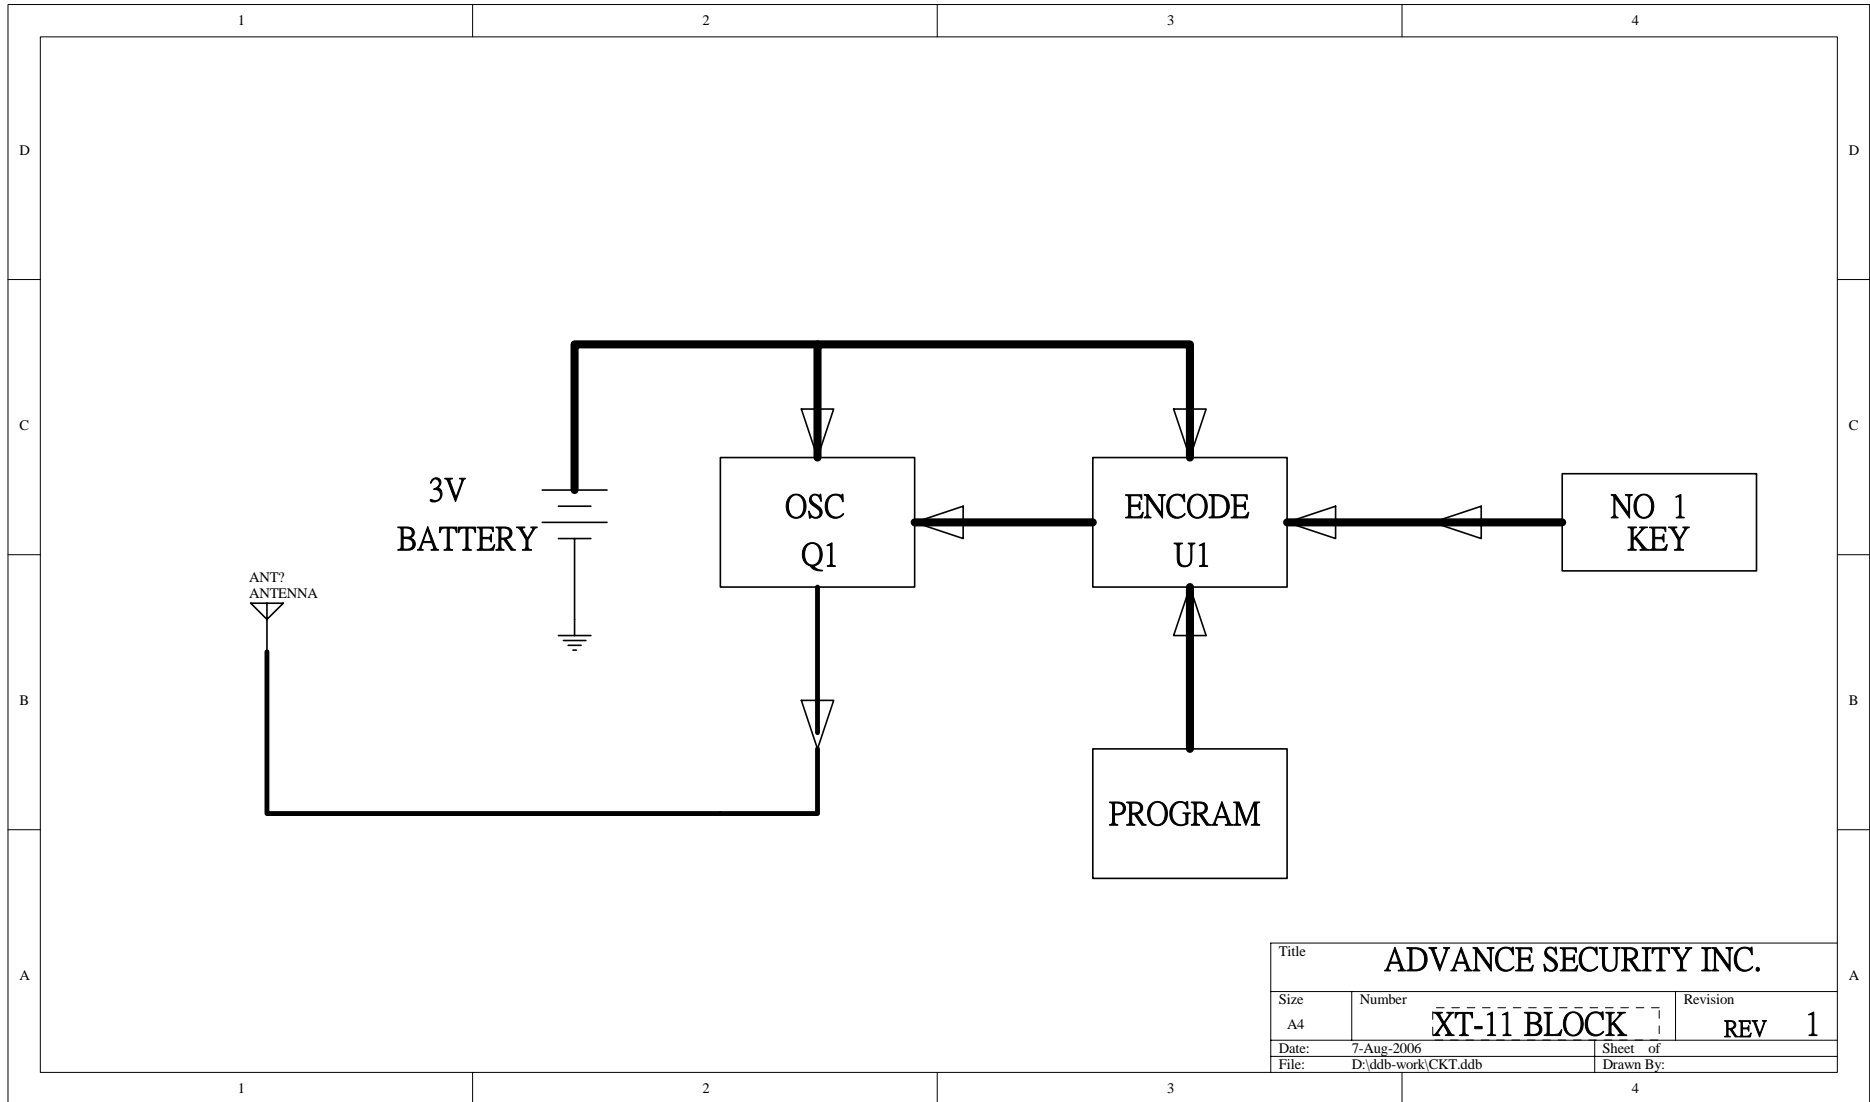 1 2 3 4
D D
C C
3V
BATTERY
OSC
Q1
ENCODE
U1
NO 1
KEY
ANT?
ANTENNA
B B
PROGRAM
A A
Title ADVANCE SECURITY INC.
Size Number Revision
A4 XT-11 BLOCK REV 1
Date: 7-Aug-2006 Sheet of
File: D:\ddb-work\CKT.ddb Drawn By:
1 2 3 4